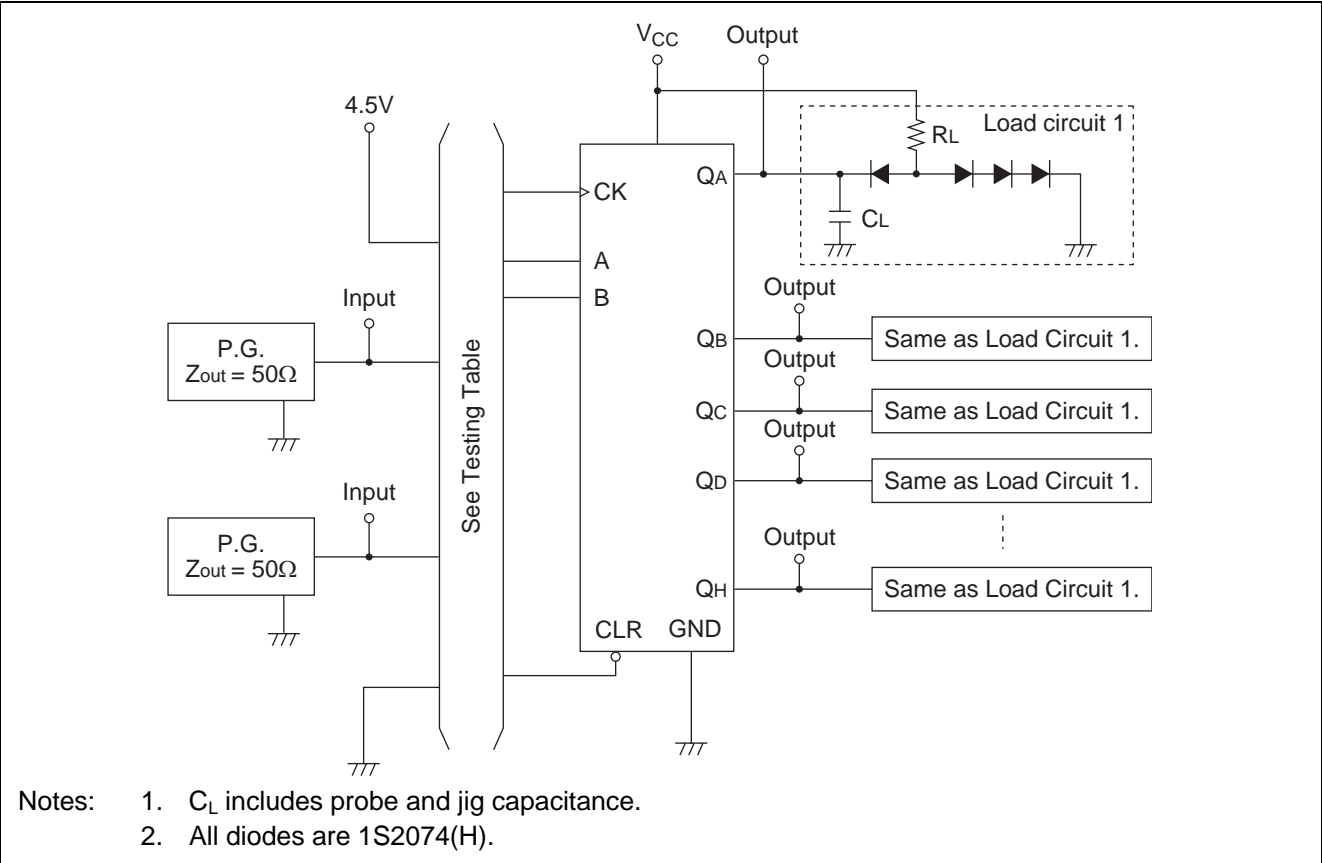 VCC
Output
4.5V
Load circuit 1
RL
QA
CK
CL
A
B
Input
Output
P.G.
Zout = 50Ω
QB
Same as Load Circuit 1.
Output
See Testing Table
QC
Same as Load Circuit 1.
Output
QD
Same as Load Circuit 1.
Input
P.G.
Zout = 50Ω
Output
QH
Same as Load Circuit 1.
CLR
GND
Notes: 1. CL includes probe and jig capacitance.
2. All diodes are 1S2074(H).